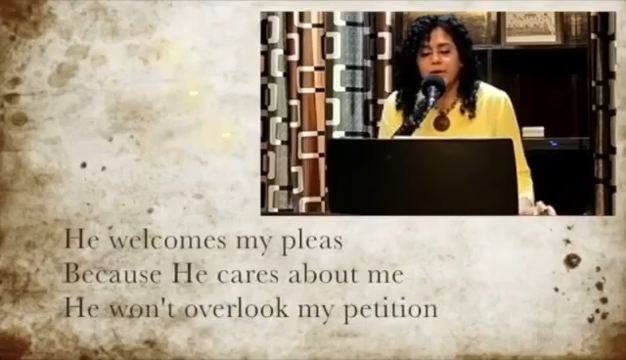 He welcomes my pleas
Because He cares about me
He won't overlook my petition